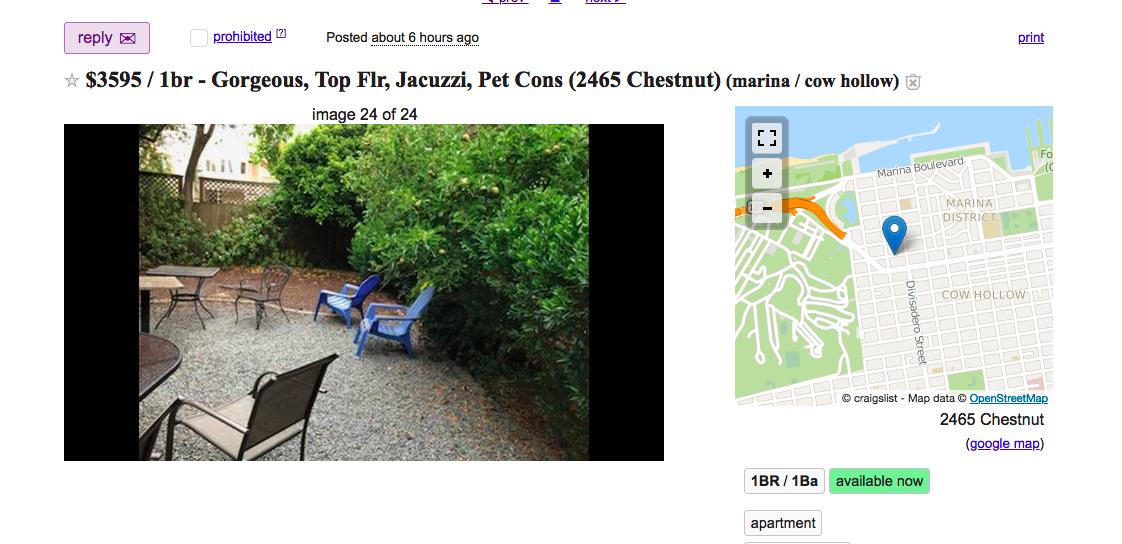 ◄ prev ▲ next ►
reply
prohibited [?]
Posted about 6 hours ago
print
$3595 / 1br - Gorgeous, Top Flr, Jacuzzi, Pet Cons (2465 Chestnut) (marina / cow hollow)
image 24 of 24
+
−
Marina Boulevard
Fo
(
MARINA
DISTRICT
COW HOLLOW
Divisadero Street
© craigslist - Map data © OpenStreetMap
2465 Chestnut
(google map)
1BR / 1Ba
available now
apartment